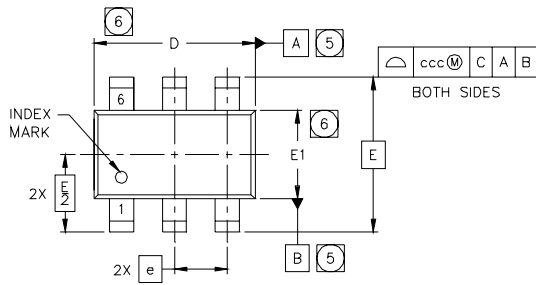 6
D
A 5
ccc Ⓜ C A B
BOTH SIDES
6
INDEX
MARK
6
E1
E
2X E/2
1
B 5
2X e